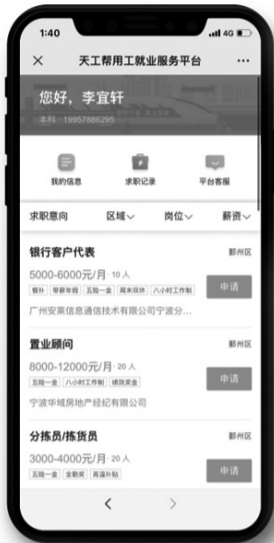 1:40
4G
天工帮用工就业服务平台
您好，李宜轩
本科 · 19957886295
我的信息 求职记录 平台客服
求职意向 区域 岗位 薪资
银行客户代表 鄞州区
5000-6000元/月 · 10 人
餐补 带薪年假 五险一金 周末双休 八小时工作制
申请
广州安莱信息通信技术有限公司宁波分...
置业顾问 鄞州区
8000-12000元/月 · 20 人
五险一金 八小时工作制 绩效奖金
申请
宁波华域房地产经纪有限公司
分拣员/拣货员 鄞州区
3000-4000元/月 · 20 人
五险一金 全勤奖 高温补贴
申请